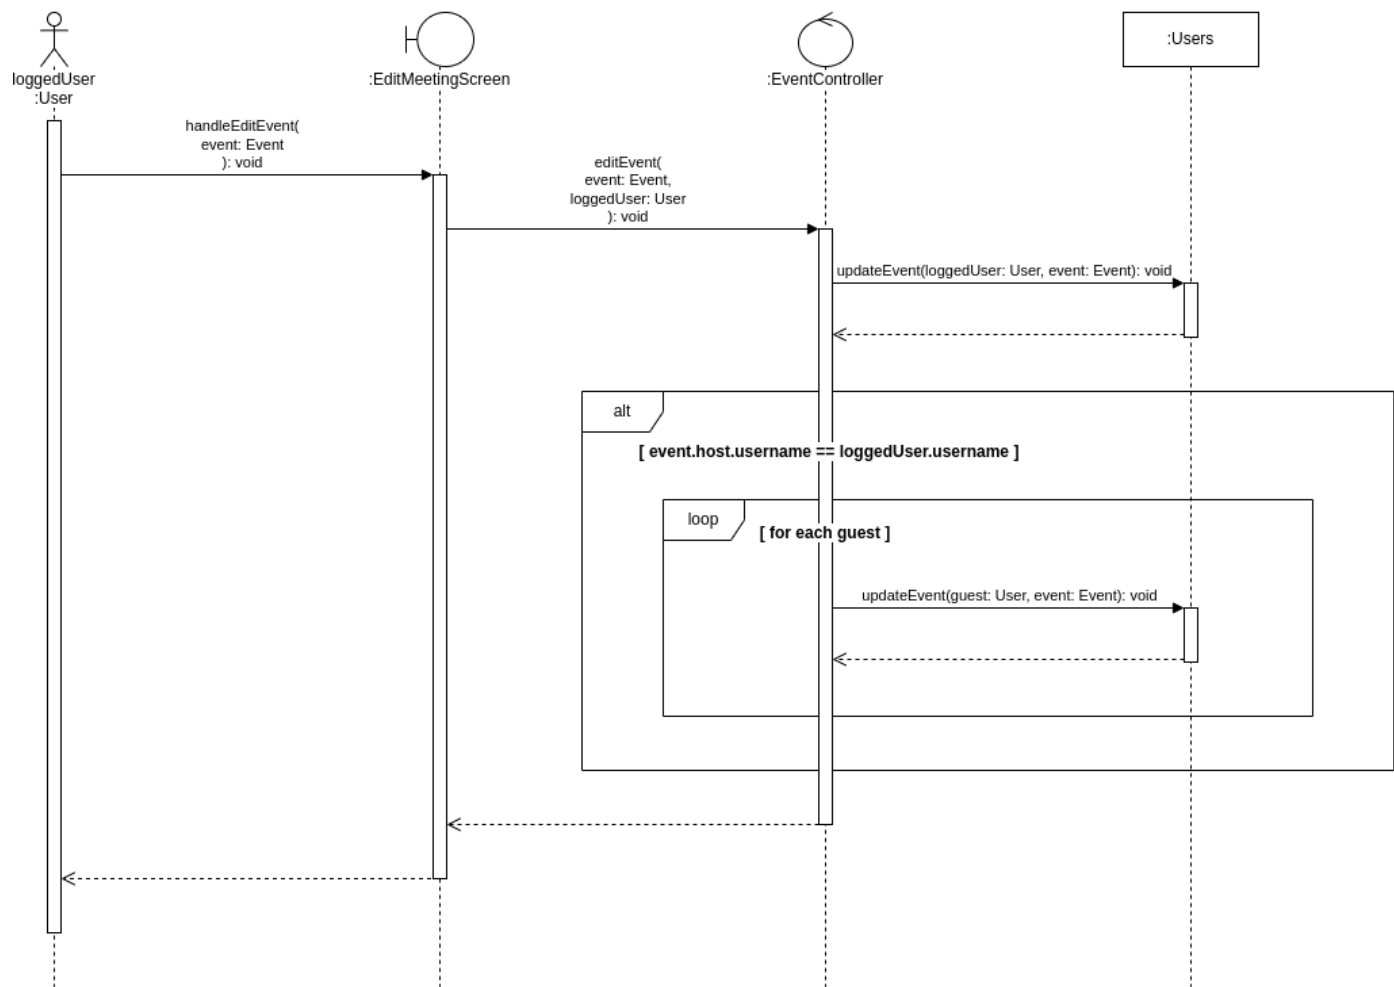 loggedUser
:User
:EditMeetingScreen
:EventController
:Users
handleEditEvent(
event: Event
): void
editEvent(
event: Event,
loggedUser: User
): void
updateEvent(loggedUser: User, event: Event): void
alt
[ event.host.username == loggedUser.username ]
loop
[ for each guest ]
updateEvent(guest: User, event: Event): void